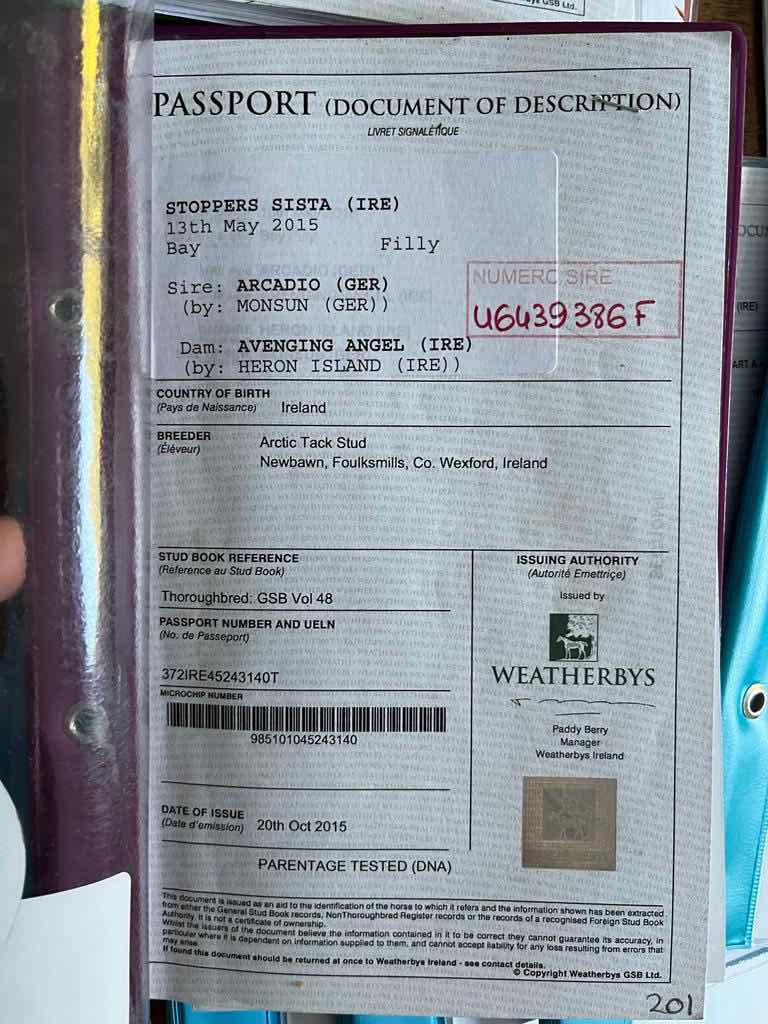 PASSPORT (DOCUMENT OF DESCRIPTION)
LIVRET SIGNALÉTIQUE
STOPPERS SISTA (IRE)
13th May 2015
Bay Filly
Sire: ARCADIO (GER)
(by: MONSUN (GER))
NUMERO SIRE
U6439386F
Dam: AVENGING ANGEL (IRE)
(by: HERON ISLAND (IRE))
COUNTRY OF BIRTH
(Pays de Naissance) Ireland
BREEDER
(Éleveur)
Arctic Tack Stud
Newbawn, Foulksmills, Co. Wexford, Ireland
STUD BOOK REFERENCE
(Reference au Stud Book)
Thoroughbred: GSB Vol 48
PASSPORT NUMBER AND UELN
(No. de Passeport)
372IRE45243140T
MICROCHIP NUMBER
985101045243140
DATE OF ISSUE
(Date d'emission) 20th Oct 2015
ISSUING AUTHORITY
(Autorité Emettriçe)
Issued by
WEATHERBYS
Paddy Berry
Manager
Weatherbys Ireland
PARENTAGE TESTED (DNA)
This document is issued as an aid to the identification of the horse to which it refers and the information shown has been extracted
from either the General Stud Book records, NonThoroughbred Register records or the records of a recognised Foreign Stud Book
Authority. It is not a certificate of ownership.
Whilst the issuers of the document believe the information contained in it to be correct they cannot guarantee its accuracy, in
particular where it is dependent on information supplied to them, and cannot accept liability for any loss resulting from errors that
may arise.
If found this document should be returned at once to Weatherbys Ireland - see contact details.
© Copyright Weatherbys GSB Ltd.
201
GSB Ltd.
(IRE)